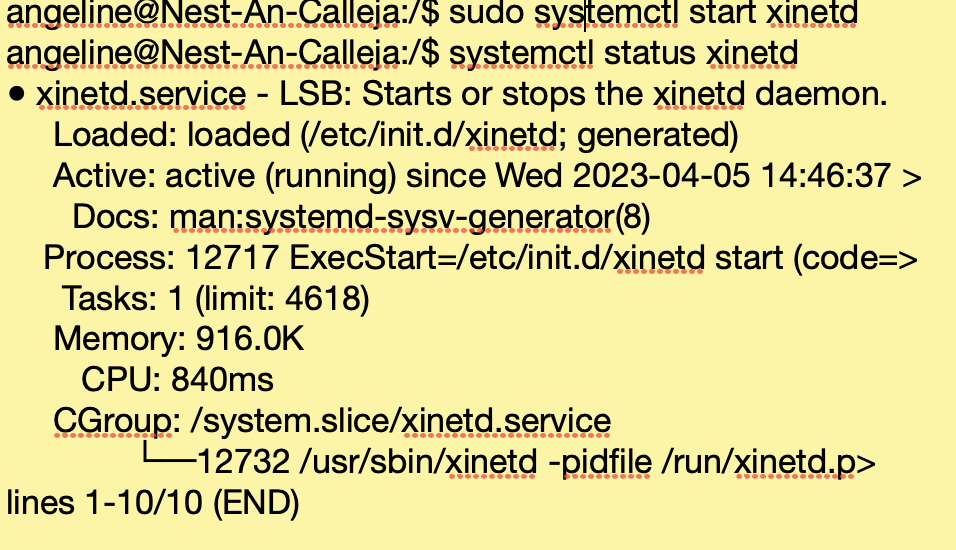 angeline@Nest-An-Calleja:/$ sudo systemctl start xinetd
angeline@Nest-An-Calleja:/$ systemctl status xinetd
● xinetd.service - LSB: Starts or stops the xinetd daemon.
Loaded: loaded (/etc/init.d/xinetd; generated)
Active: active (running) since Wed 2023-04-05 14:46:37 >
Docs: man:systemd-sysv-generator(8)
Process: 12717 ExecStart=/etc/init.d/xinetd start (code=>
Tasks: 1 (limit: 4618)
Memory: 916.0K
CPU: 840ms
CGroup: /system.slice/xinetd.service
└──12732 /usr/sbin/xinetd -pidfile /run/xinetd.p>
lines 1-10/10 (END)